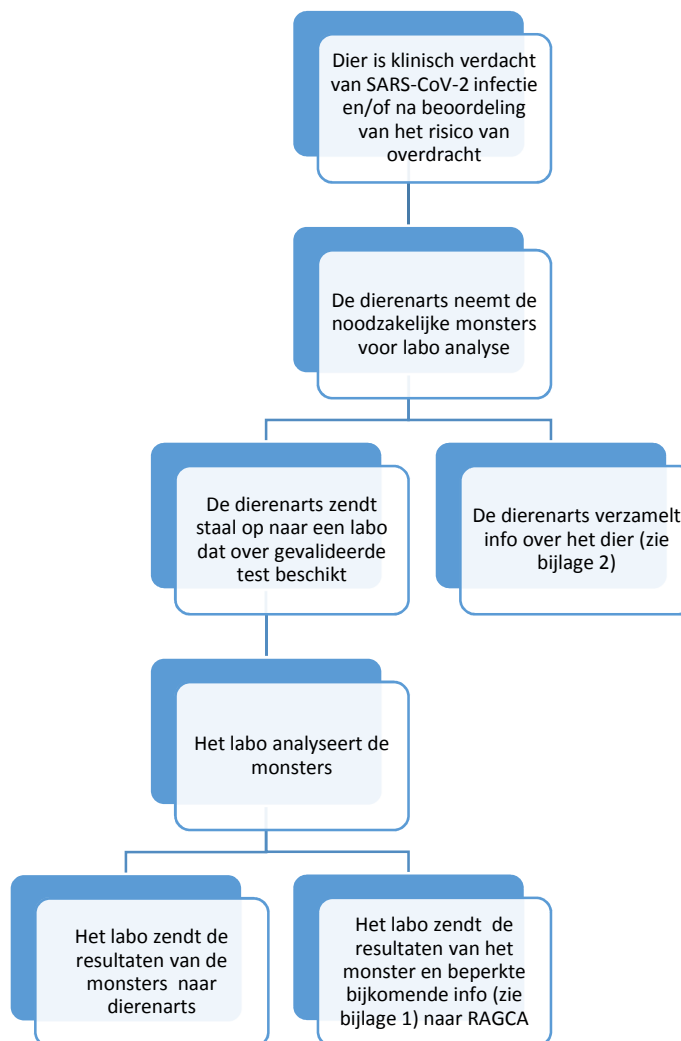 Dier is klinisch verdacht
van SARS-CoV-2 infectie
en/of na beoordeling
van het risico van
overdracht
De dierenarts neemt de
noodzakelijke monsters
voor labo analyse
De dierenarts zendt
staal op naar een labo
dat over gevalideerde
test beschikt
De dierenarts verzamelt
info over het dier (zie
bijlage 2)
Het labo analyseert de
monsters
Het labo zendt de
resultaten van de
monsters naar
dierenarts
Het labo zendt de
resultaten van het
monster en beperkte
bijkomende info (zie
bijlage 1) naar RAGCA